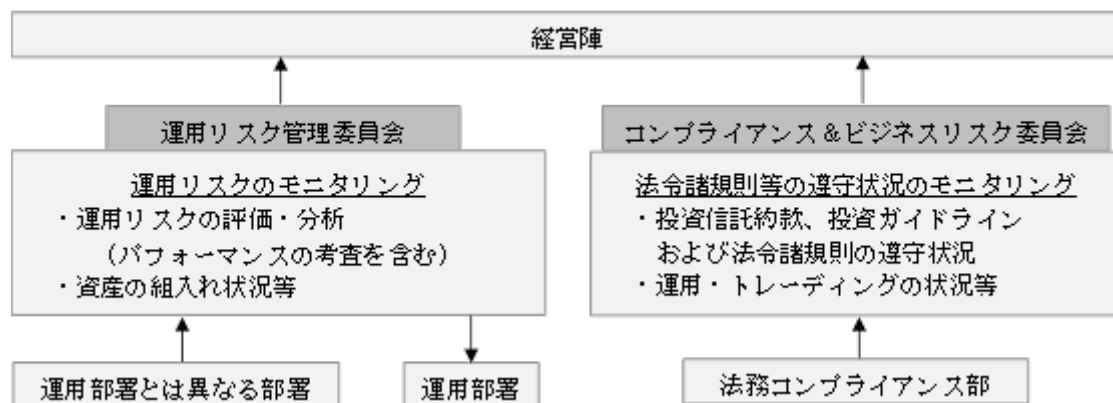 経営陣
運用リスク管理委員会
運用リスクのモニタリング
・運用リスクの評価・分析
（パフォーマンスの考査を含む）
・資産の組入れ状況等
運用部署とは異なる部署
運用部署
コンプライアンス＆ビジネスリスク委員会
法令諸規則等の遵守状況のモニタリング
・投資信託約款、投資ガイドライン
および法令諸規則の遵守状況
・運用・トレーディングの状況等
法務コンプライアンス部